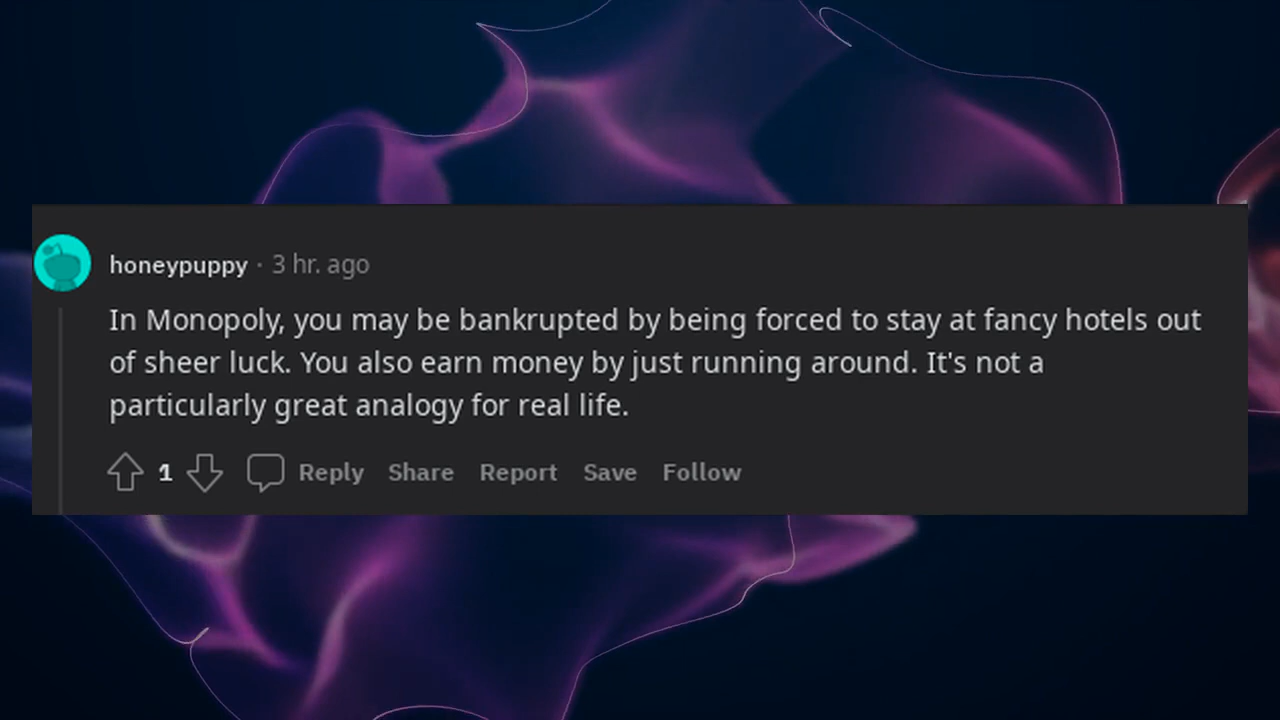 honeypuppy · 3 hr. ago
In Monopoly, you may be bankrupted by being forced to stay at fancy hotels out
of sheer luck. You also earn money by just running around. It's not a
particularly great analogy for real life.
1 Reply Share Report Save Follow